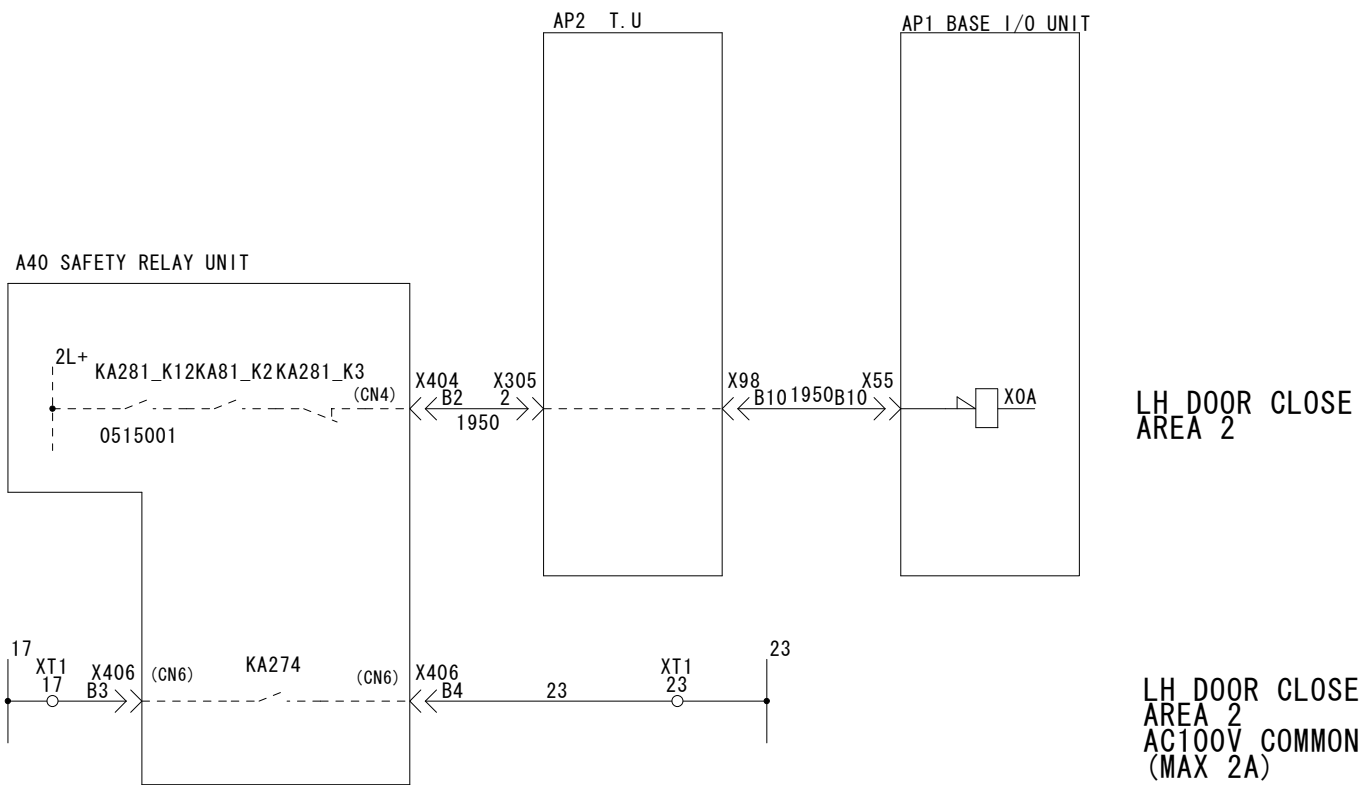 AP2 T.U
AP1 BASE I/O UNIT
A40 SAFETY RELAY UNIT
2L+
KA281_K12KA81_K2KA281_K3
(CN4)
0515001
X404
B2
X305
2
1950
X98
B10
1950
X55
B10
X0A
LH DOOR CLOSE
AREA 2
17
XT1
17
X406
B3
(CN6)
KA274
(CN6)
X406
B4
23
XT1
23
23
LH DOOR CLOSE
AREA 2
AC100V COMMON
(MAX 2A)